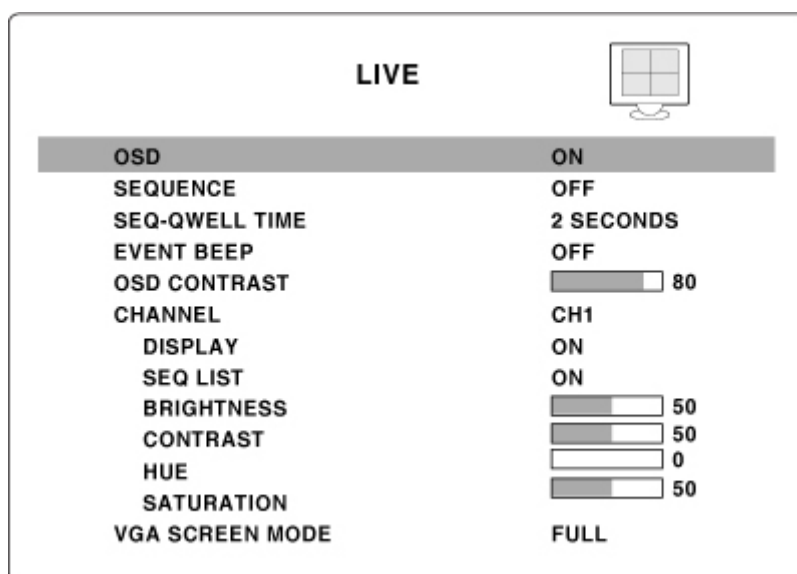 LIVE
OSD ON
SEQUENCE OFF
SEQ-QWELL TIME 2 SECONDS
EVENT BEEP OFF
OSD CONTRAST 80
CHANNEL CH1
DISPLAY ON
SEQ LIST ON
BRIGHTNESS 50
CONTRAST 50
HUE 0
SATURATION 50
VGA SCREEN MODE FULL